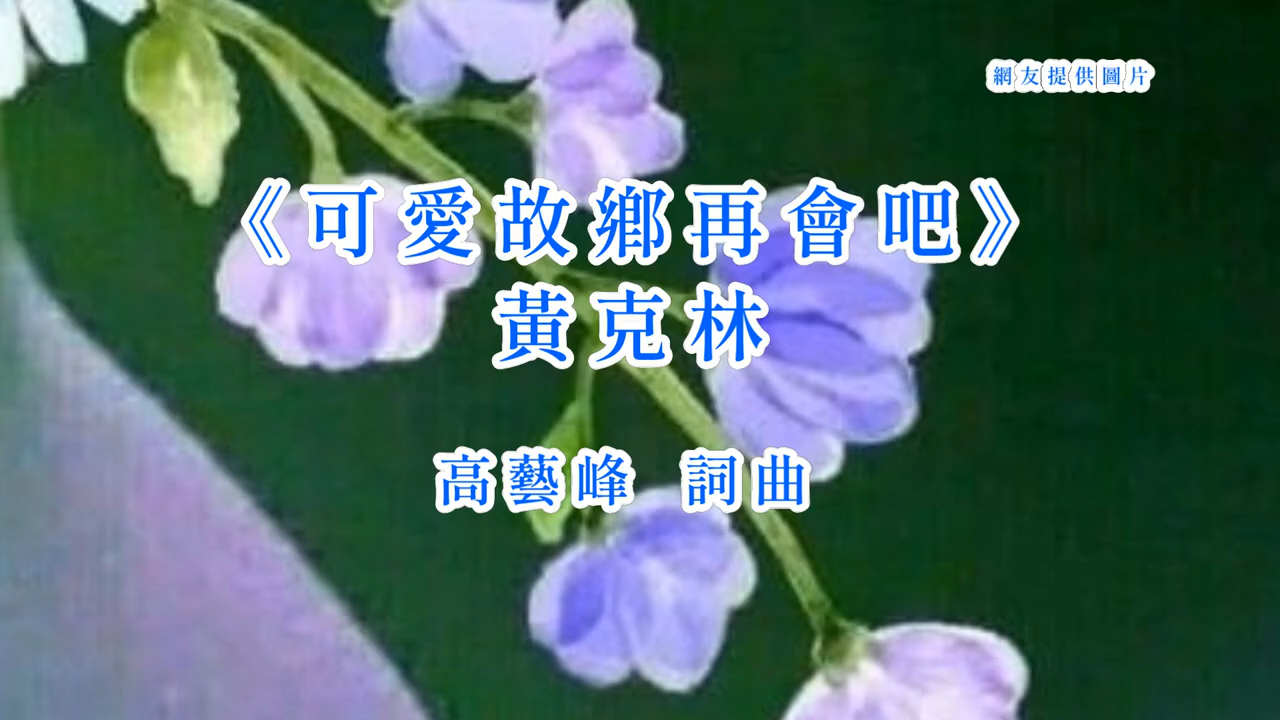 網友提供圖片
《可愛故鄉再會吧》
黃克林
高藝峰 詞曲